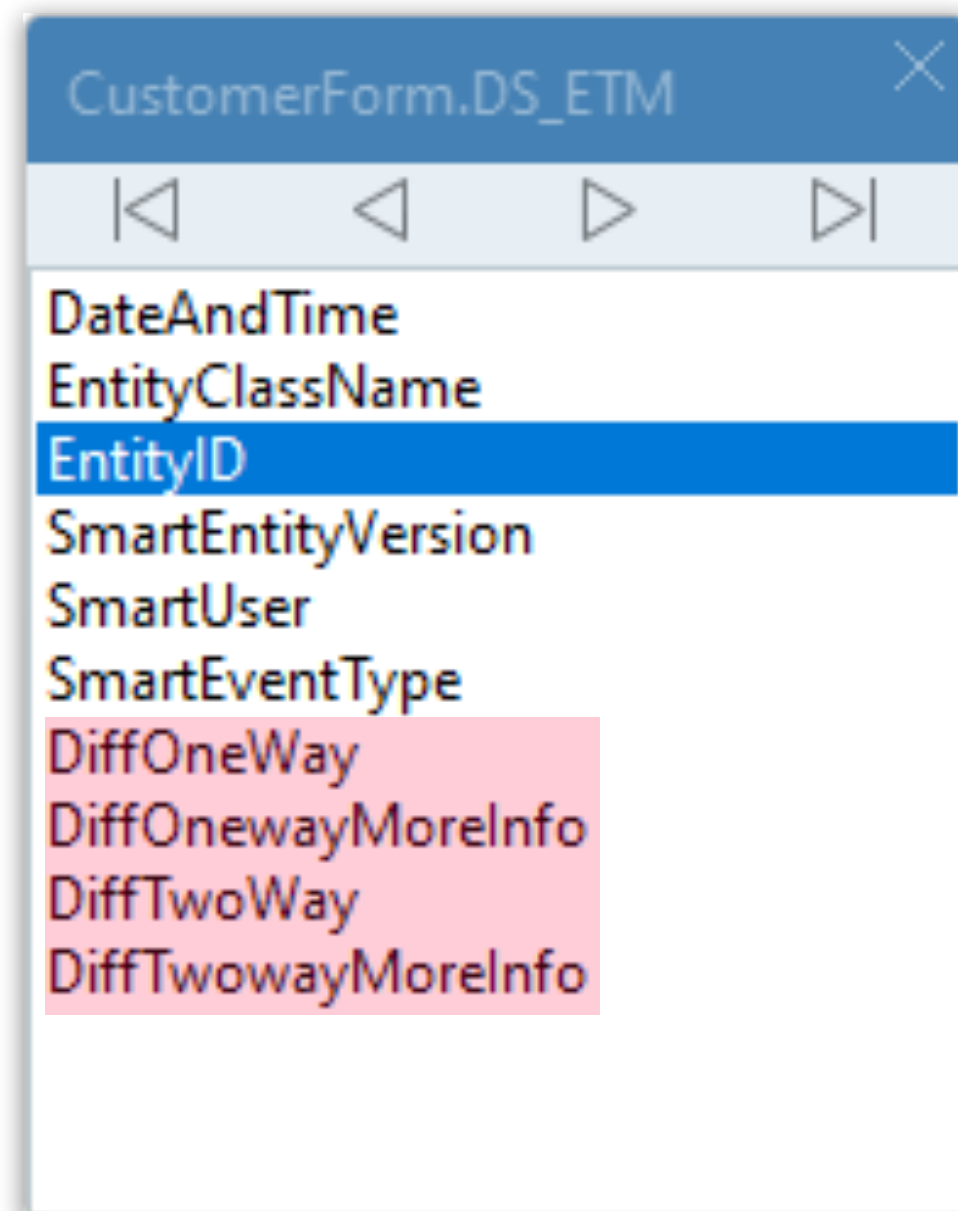 CustomerForm.DS_ETM
DateAndTime
EntityClassName
EntityID
SmartEntityVersion
SmartUser
SmartEventType
DiffOneWay
DiffOnewayMoreInfo
DiffTwoWay
DiffTwowayMoreInfo